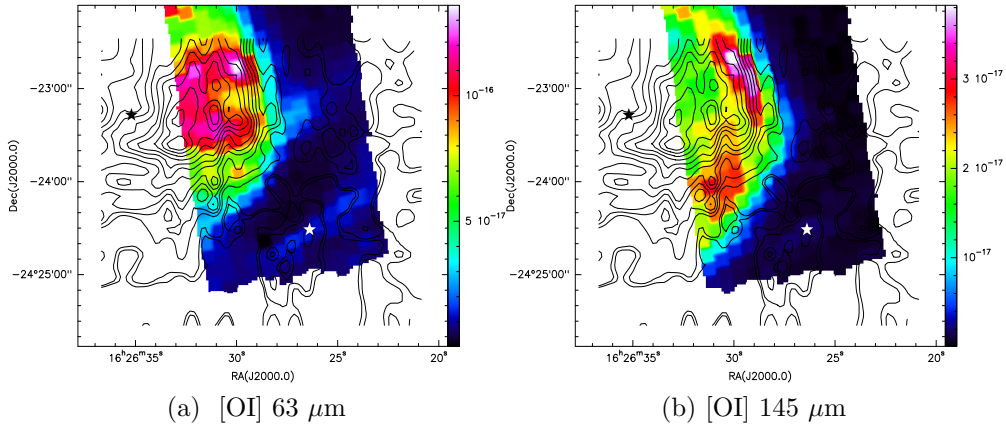 −23′00″
−24′00″
−24°25′00″
Dec(J2000.0)
16ʰ26ᵐ35ˢ
30ˢ
25ˢ
20ˢ
RA(J2000.0)
10⁻¹⁶
5 10⁻¹⁷
(a) [OI] 63 μm
−23′00″
−24′00″
−24°25′00″
Dec(J2000.0)
16ʰ26ᵐ35ˢ
30ˢ
25ˢ
20ˢ
RA(J2000.0)
3 10⁻¹⁷
2 10⁻¹⁷
10⁻¹⁷
(b) [OI] 145 μm